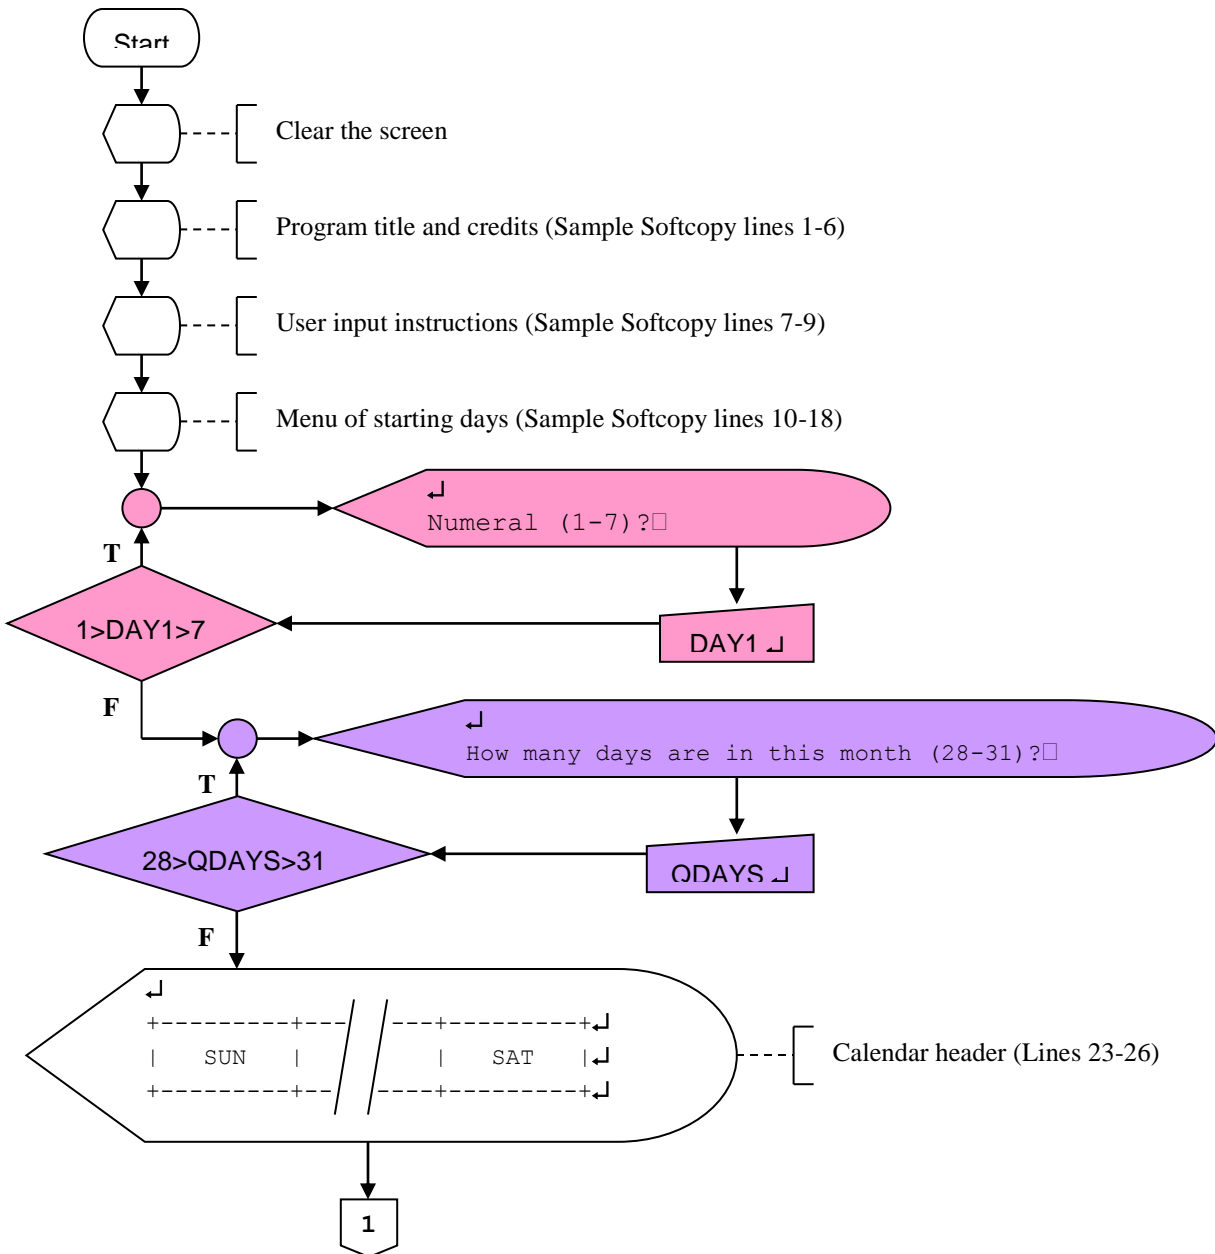 Start
Clear the screen
Program title and credits (Sample Softcopy lines 1-6)
User input instructions (Sample Softcopy lines 7-9)
Menu of starting days (Sample Softcopy lines 10-18)
↵
Numeral (1-7)?□
T
1>DAY1>7
DAY1 ↵
F
↵
How many days are in this month (28-31)?□
T
28>QDAYS>31
QDAYS ↵
F
↵
+---------+--- ---+---------+↵
| SUN | | SAT |↵
+---------+--- ----+---------+↵
Calendar header (Lines 23-26)
1